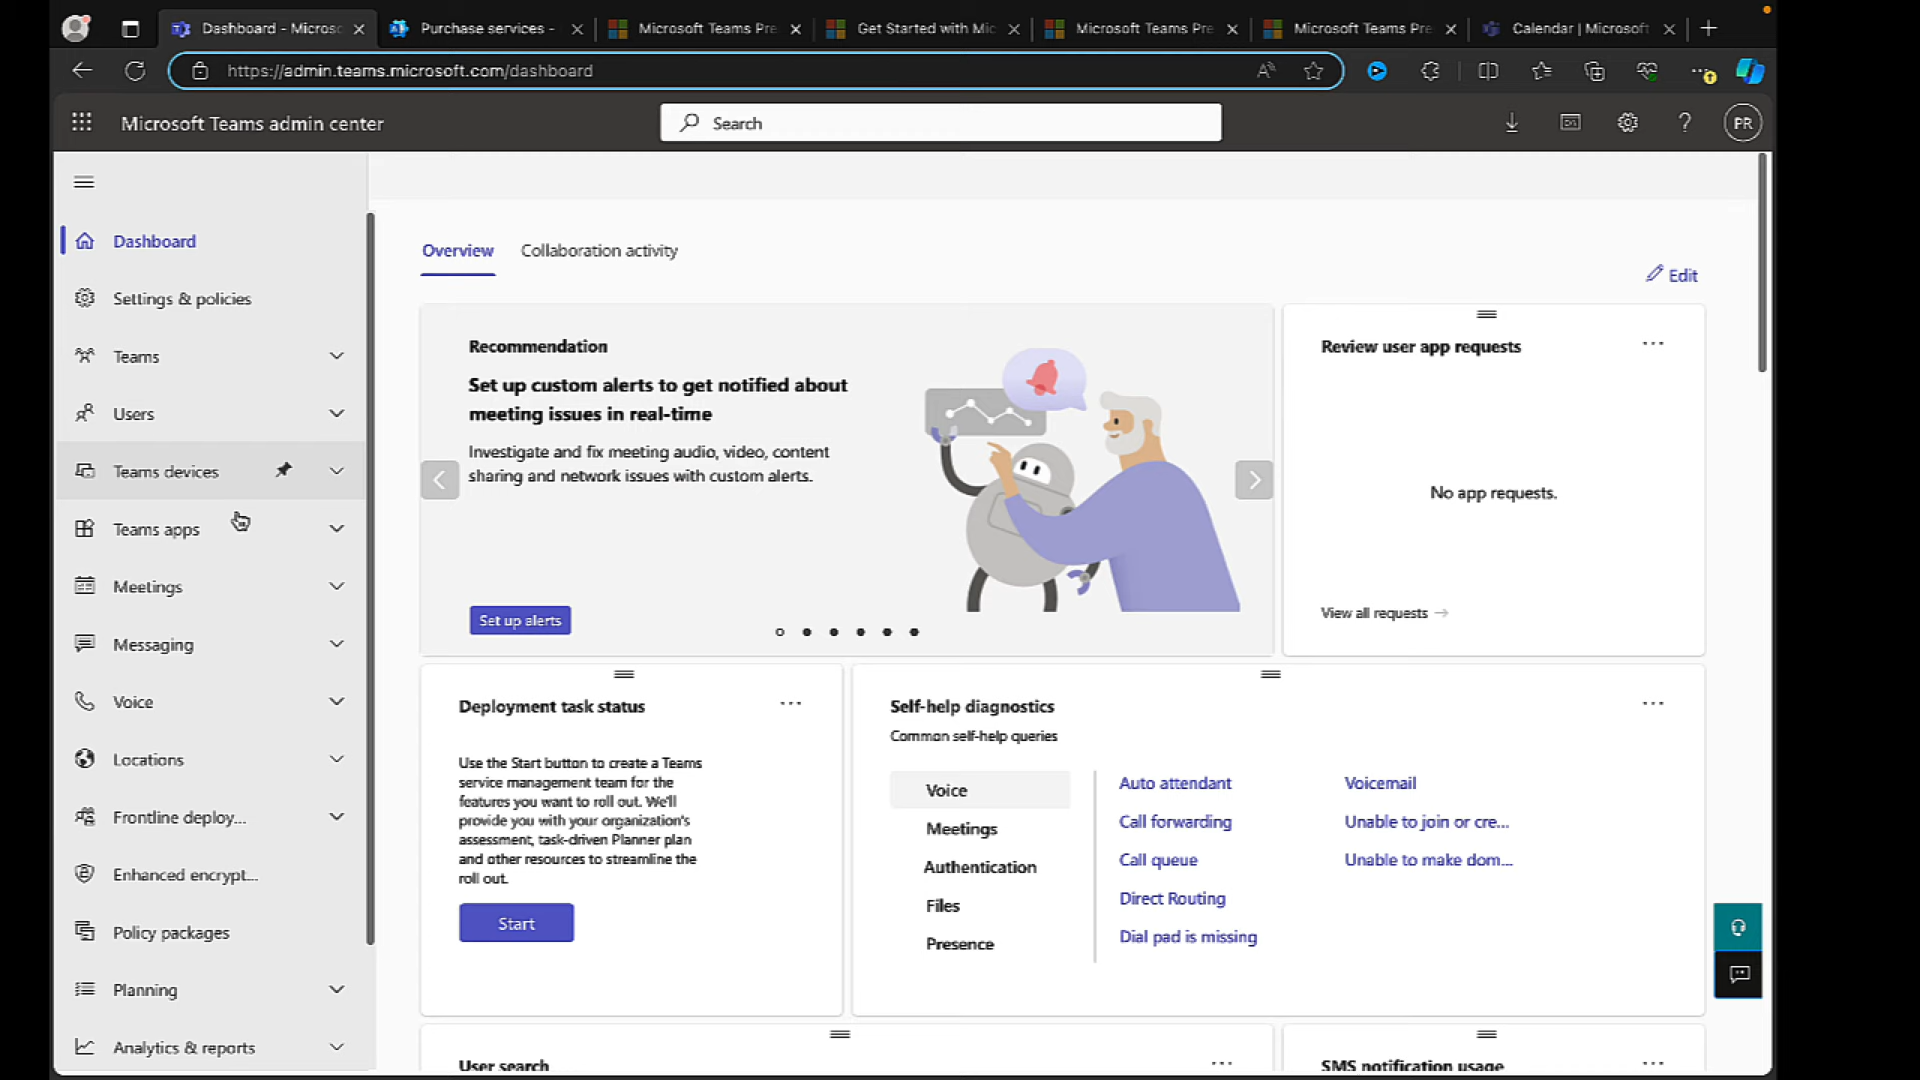 Dashboard - Micros
Purchase services -
Microsoft Teams Pre
Get Started with Mic
Microsoft Teams Pre
Microsoft Teams Pre
Calendar | Microsoft
https://admin.teams.microsoft.com/dashboard
Microsoft Teams admin center
Search
PR
Dashboard
Settings & policies
Teams
Users
Teams devices
Teams apps
Meetings
Messaging
Voice
Locations
Frontline deploy...
Enhanced encrypt...
Policy packages
Planning
Analytics & reports
Overview
Collaboration activity
Edit
Recommendation
Set up custom alerts to get notified about
meeting issues in real-time
Investigate and fix meeting audio, video, content
sharing and network issues with custom alerts.
Set up alerts
Review user app requests
No app requests.
View all requests
Deployment task status
Use the Start button to create a Teams
service management team for the
features you want to roll out. We'll
provide you with your organization's
assessment, task-driven Planner plan
and other resources to streamline the
roll out.
Start
Self-help diagnostics
Common self-help queries
Voice
Meetings
Authentication
Files
Presence
Auto attendant
Call forwarding
Call queue
Direct Routing
Dial pad is missing
Voicemail
Unable to join or cre...
Unable to make dom...
User search
SMS notification usage